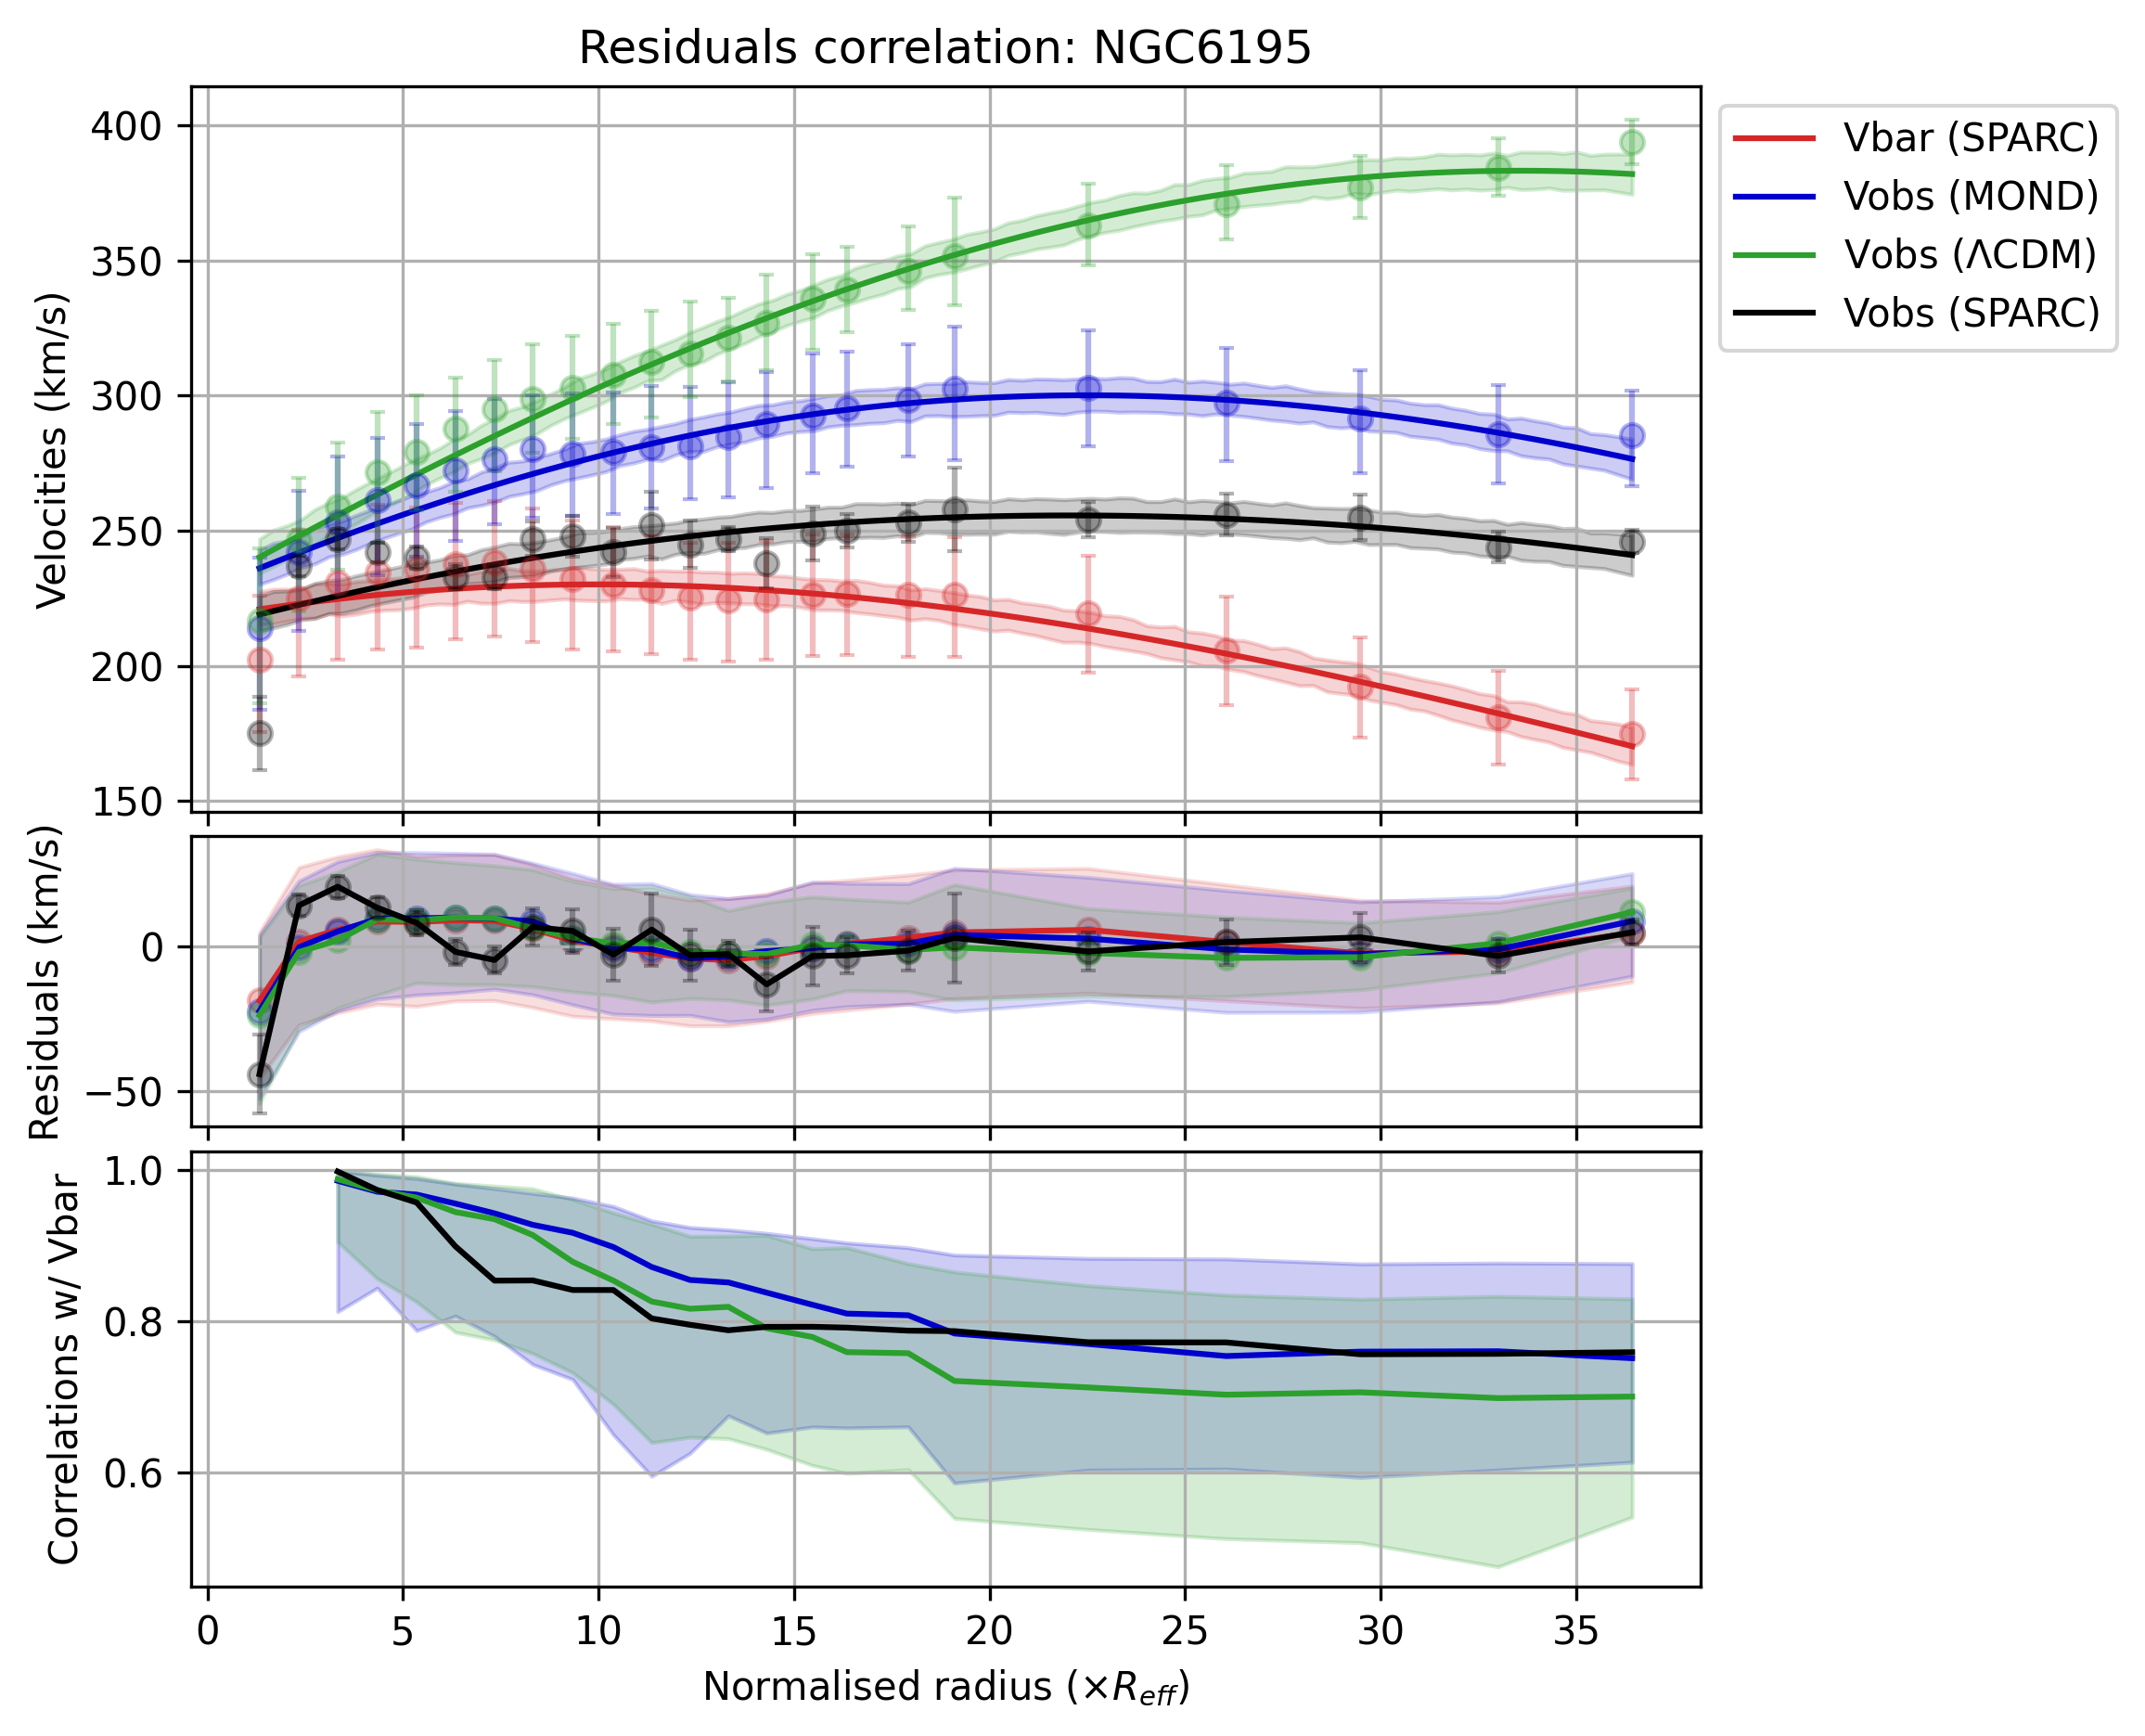 Residuals correlation: NGC6195
Velocities (km/s)
400
350
300
250
200
150
Vbar (SPARC)
Vobs (MOND)
Vobs (ΛCDM)
Vobs (SPARC)
Residuals (km/s)
0
−50
Correlations w/ Vbar
1.0
0.8
0.6
0 5 10 15 20 25 30 35
Normalised radius (×R_{eff})